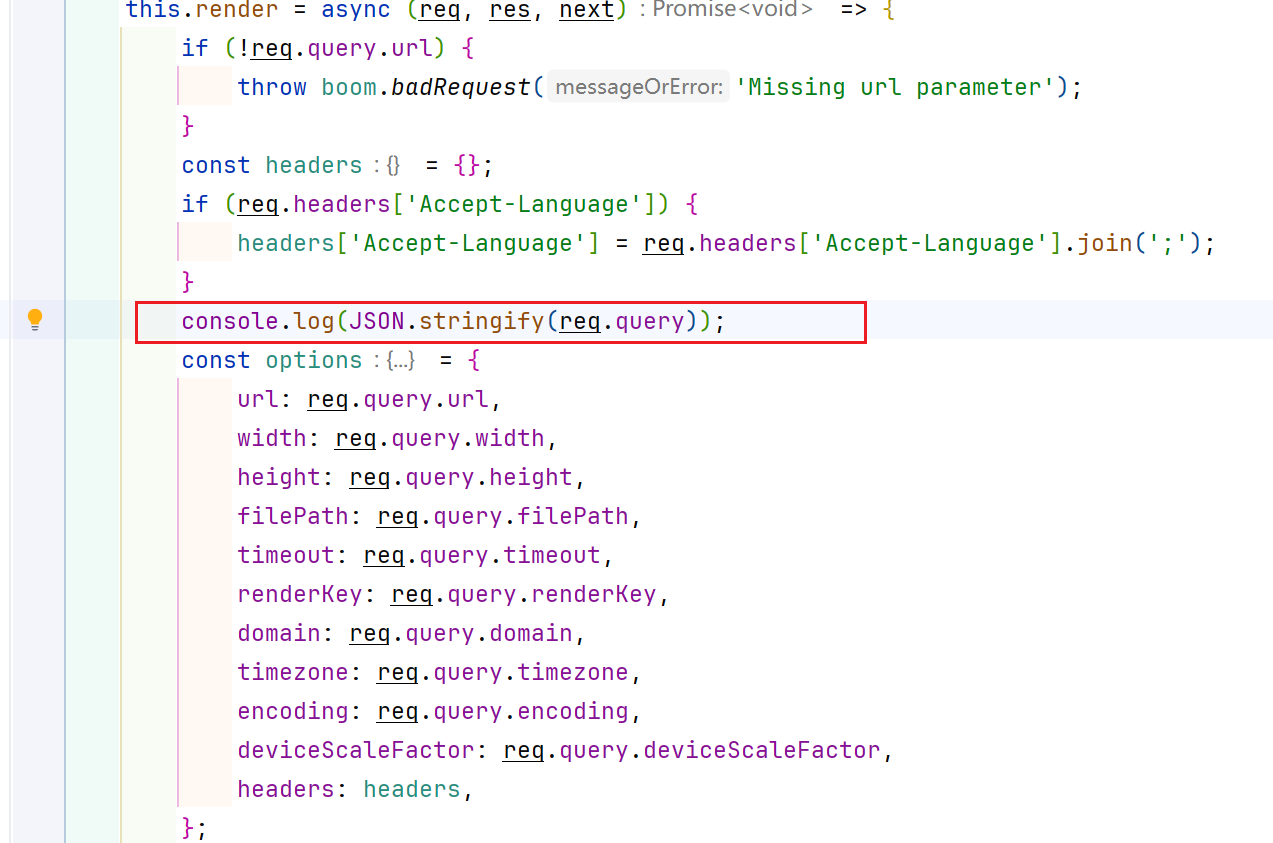 this.render = async (req, res, next) : Promise<void> => {
if (!req.query.url) {
throw boom.badRequest( messageOrError: 'Missing url parameter');
}
const headers : {} = {};
if (req.headers['Accept-Language']) {
headers['Accept-Language'] = req.headers['Accept-Language'].join(';');
}
console.log(JSON.stringify(req.query));
const options : {...} = {
url: req.query.url,
width: req.query.width,
height: req.query.height,
filePath: req.query.filePath,
timeout: req.query.timeout,
renderKey: req.query.renderKey,
domain: req.query.domain,
timezone: req.query.timezone,
encoding: req.query.encoding,
deviceScaleFactor: req.query.deviceScaleFactor,
headers: headers,
};